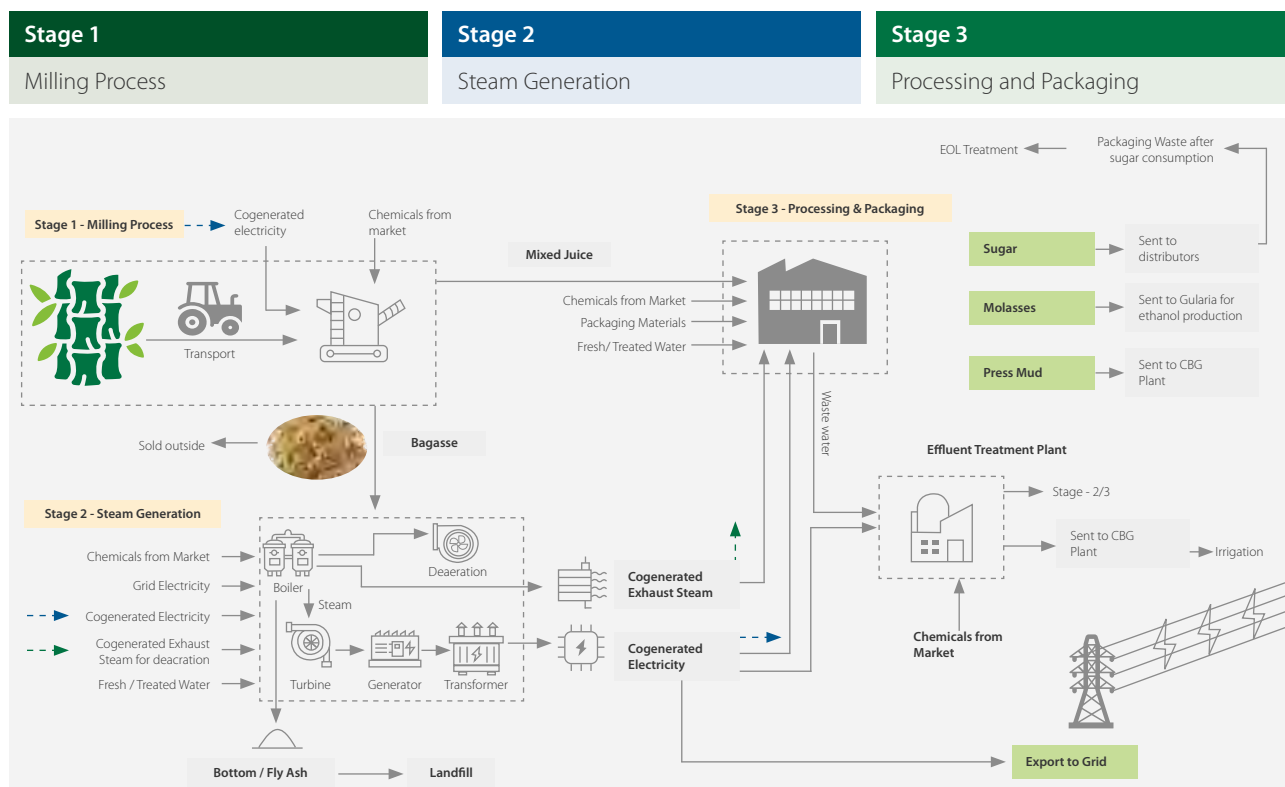 Stage 1
Milling Process
Stage 2
Steam Generation
Stage 3
Processing and Packaging
EOL Treatment
Packaging Waste after
sugar consumption
Stage 1 - Milling Process
Cogenerated
electricity
Chemicals from
market
Transport
Mixed Juice
Stage 3 - Processing & Packaging
Chemicals from Market
Packaging Materials
Fresh/ Treated Water
Sugar
Sent to
distributors
Molasses
Sent to Gularia for
ethanol production
Press Mud
Sent to CBG
Plant
Sold outside
Bagasse
Waste water
Effluent Treatment Plant
Stage - 2/3
Sent to CBG
Plant
Irrigation
Chemicals from
Market
Stage 2 - Steam Generation
Chemicals from Market
Grid Electricity
Cogenerated Electricity
Cogenerated Exhaust
Steam for deacration
Fresh / Treated Water
Boiler
Deaeration
Steam
Turbine
Generator
Transformer
Cogenerated
Exhaust Steam
Cogenerated
Electricity
Bottom / Fly Ash
Landfill
Export to Grid